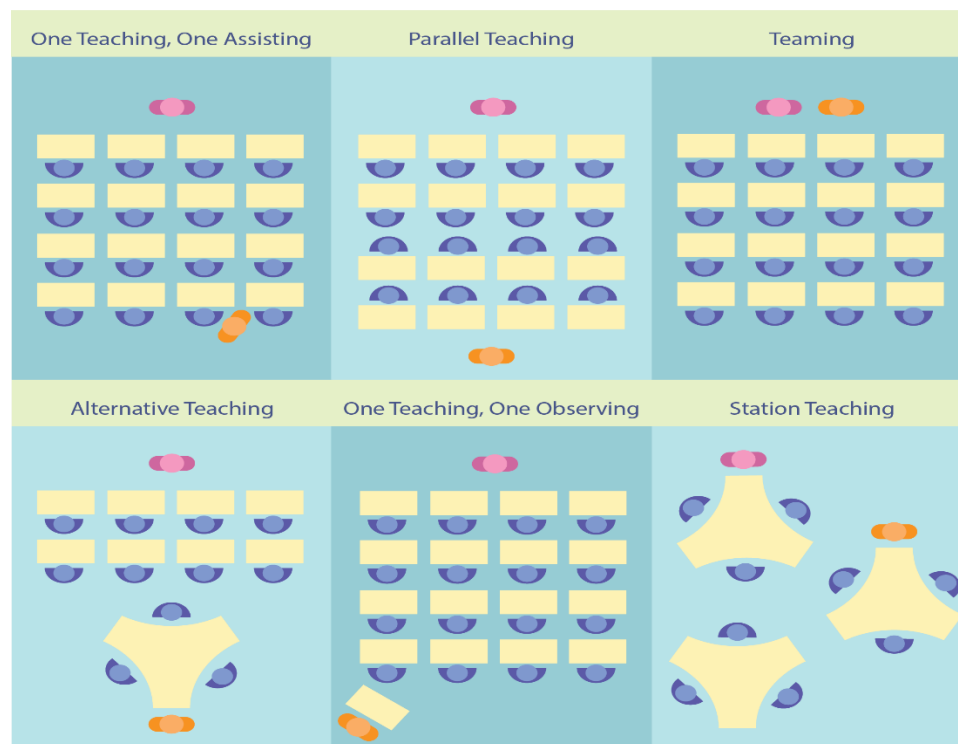 One Teaching, One Assisting
Parallel Teaching
Teaming
Alternative Teaching
One Teaching, One Observing
Station Teaching